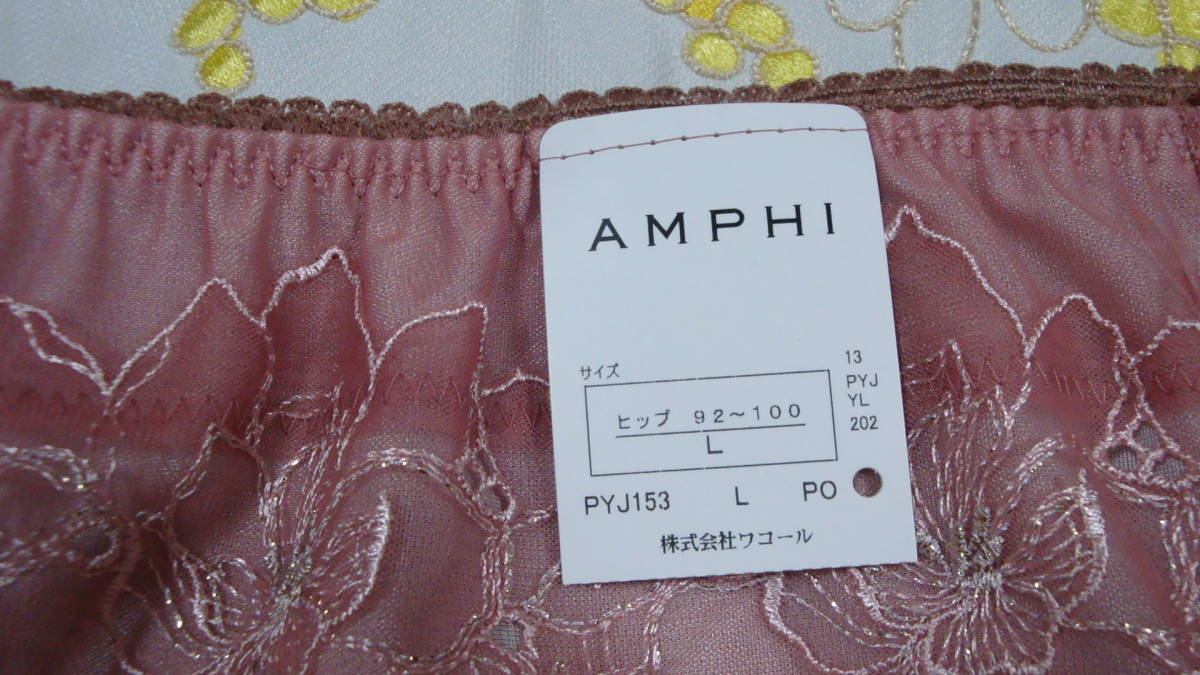 AMPHI
サイズ
ヒップ 92～100
L
13
PYJ
YL
202
PYJ153 L PO
株式会社ワコール